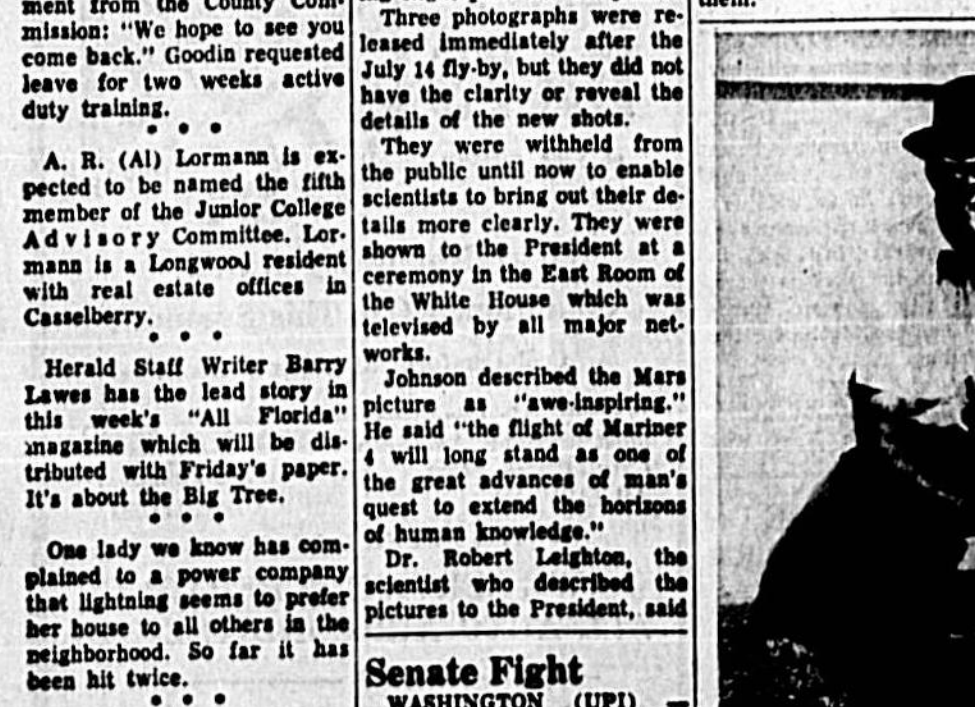 ment from the County Com-
mission: "We hope to see you
come back." Goodin requested
leave for two weeks active
duty training.
• • •
A. R. (Al) Lormann is ex-
pected to be named the fifth
member of the Junior College
Advisory Committee. Lor-
mann is a Longwood resident
with real estate offices in
Casselberry.
• • •
Herald Staff Writer Barry
Lawes has the lead story in
this week's "All Florida"
magazine which will be dis-
tributed with Friday's paper.
It's about the Big Tree.
• • •
One lady we know has com-
plained to a power company
that lightning seems to prefer
her house to all others in the
neighborhood. So far it has
been hit twice.
• • •
Three photographs were re-
leased immediately after the
July 14 fly-by, but they did not
have the clarity or reveal the
details of the new shots.
They were withheld from
the public until now to enable
scientists to bring out their de-
tails more clearly. They were
shown to the President at a
ceremony in the East Room of
the White House which was
televised by all major net-
works.
Johnson described the Mars
picture as "awe-inspiring."
He said "the flight of Mariner
4 will long stand as one of
the great advances of man's
quest to extend the horizons
of human knowledge."
Dr. Robert Leighton, the
scientist who described the
pictures to the President, said
Senate Fight
WASHINGTON (UPI) —
them.